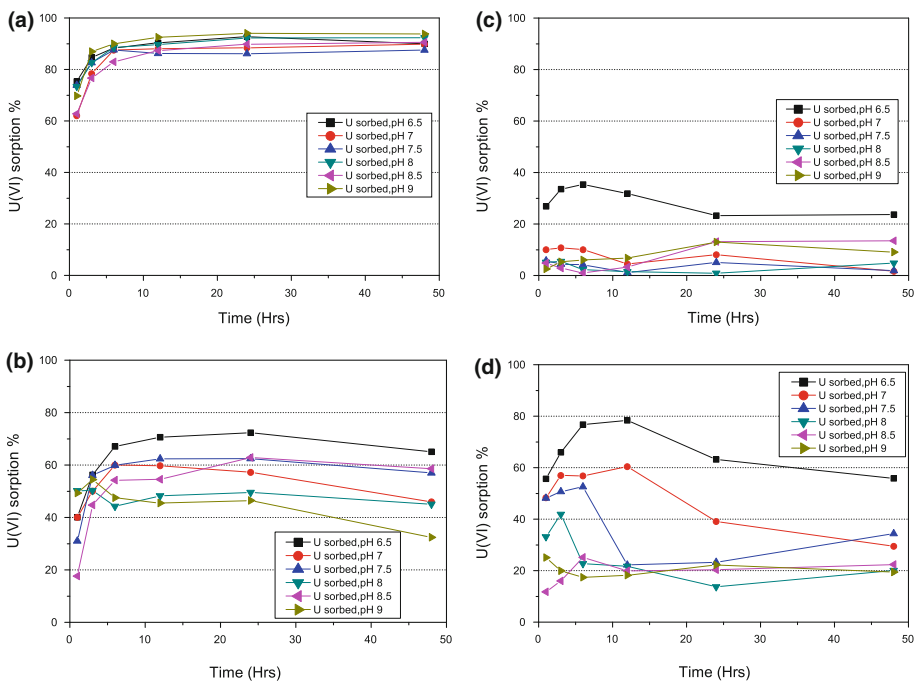 (a)
100
80
60
40
20
0
U(VI) sorption %
U sorbed,pH 6.5
U sorbed,pH 7
U sorbed,pH 7.5
U sorbed,pH 8
U sorbed,pH 8.5
U sorbed,pH 9
0 10 20 30 40 50
Time (Hrs)
(c)
100
80
60
40
20
0
U(VI) sorption %
U sorbed,pH 6.5
U sorbed,pH 7
U sorbed,pH 7.5
U sorbed,pH 8
U sorbed,pH 8.5
U sorbed,pH 9
0 10 20 30 40 50
Time (Hrs)
(b)
100
80
60
40
20
0
U(VI) sorption %
U sorbed,pH 6.5
U sorbed,pH 7
U sorbed,pH 7.5
U sorbed,pH 8
U sorbed,pH 8.5
U sorbed,pH 9
0 10 20 30 40 50
Time (Hrs)
(d)
100
80
60
40
20
0
U(VI) sorption %
U sorbed,pH 6.5
U sorbed,pH 7
U sorbed,pH 7.5
U sorbed,pH 8
U sorbed,pH 8.5
U sorbed,pH 9
0 10 20 30 40 50
Time (Hrs)